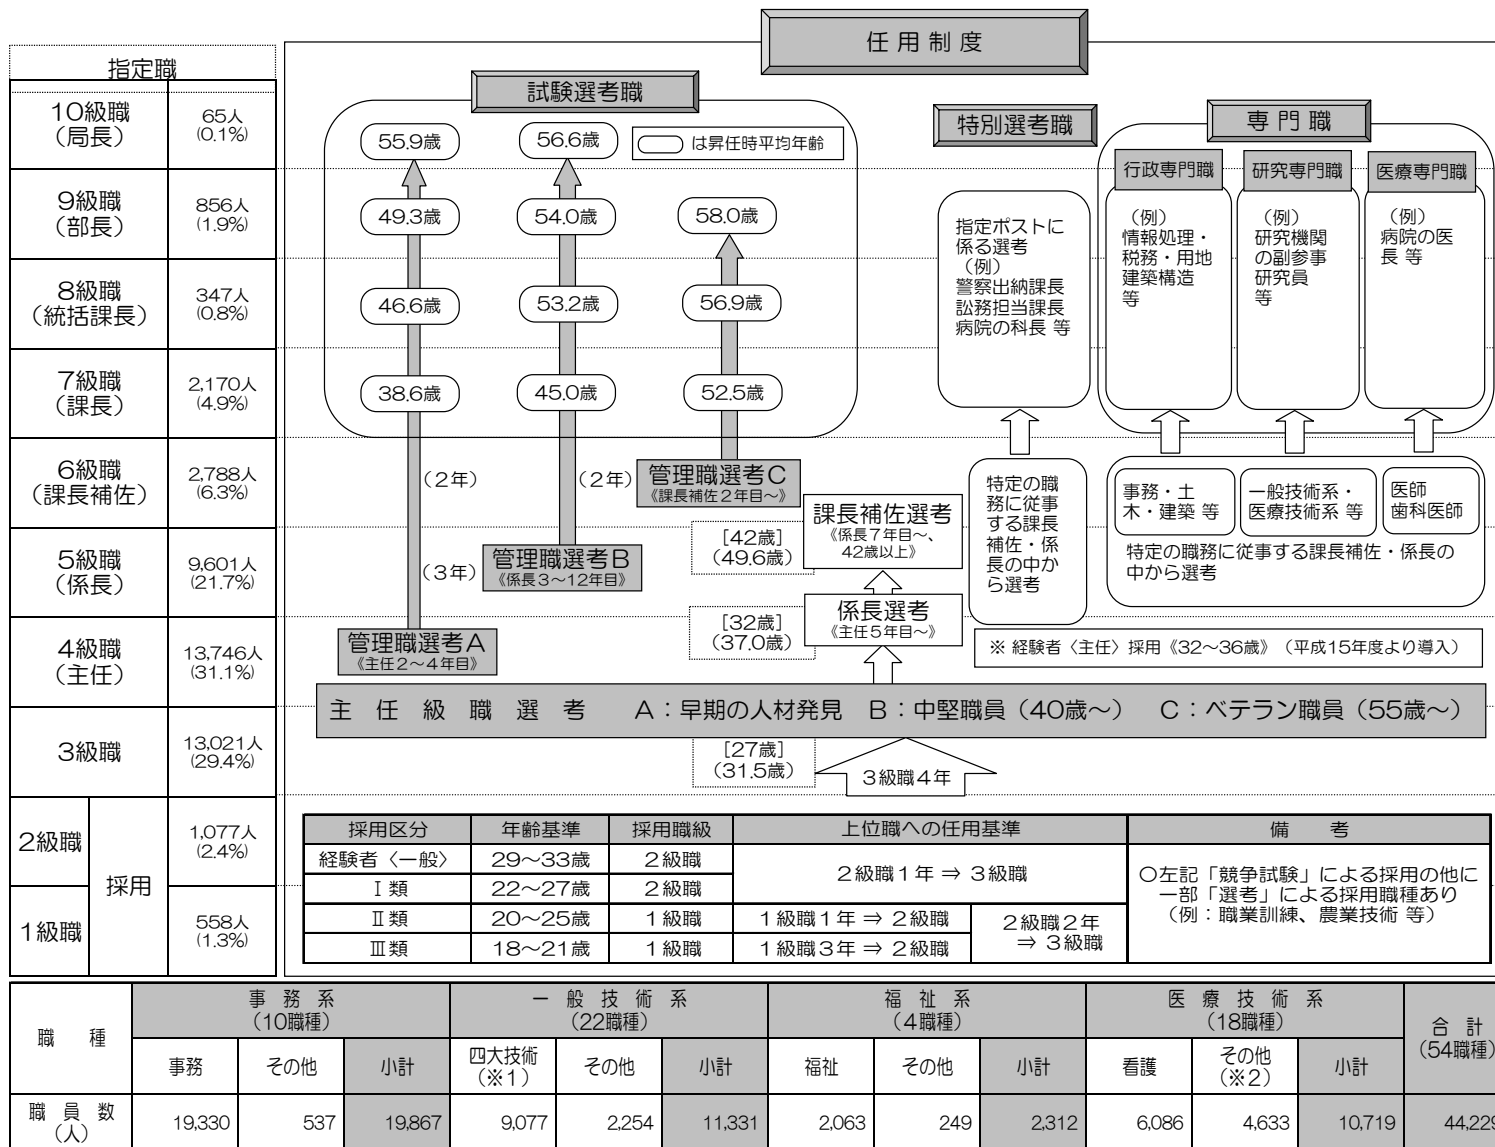 任 用 制 度
指定職
10級職
（局長）
65人
(0.1%)
9級職
（部長）
856人
(1.9%)
8級職
（統括課長）
347人
(0.8%)
7級職
（課長）
2,170人
(4.9%)
6級職
（課長補佐）
2,788人
(6.3%)
5級職
（係長）
9,601人
(21.7%)
4級職
（主任）
13,746人
(31.1%)
3級職
13,021人
(29.4%)
2級職
1,077人
(2.4%)
採用
1級職
558人
(1.3%)
試験選考職
は昇任時平均年齢
55.9歳
49.3歳
46.6歳
38.6歳
（2年）
（3年）
管理職選考A
《主任2～4年目》
56.6歳
54.0歳
53.2歳
45.0歳
（2年）
管理職選考B
《係長3～12年目》
58.0歳
56.9歳
52.5歳
管理職選考C
《課長補佐2年目～》
特別選考職
指定ポストに
係る選考
（例）
警察出納課長
訟務担当課長
病院の科長 等
特定の職
務に従事
する課長
補佐・係
長の中か
ら選考
専 門 職
行政専門職
（例）
情報処理・
税務・用地
建築構造
等
研究専門職
（例）
研究機関
の副参事
研究員
等
医療専門職
（例）
病院の医
長 等
事務・土
木・建築 等
一般技術系・
医療技術系 等
医師
歯科医師
特定の職務に従事する課長補佐・係長の
中から選考
[42歳]
（49.6歳）
課長補佐選考
《係長7年目～、
42歳以上》
[32歳]
（37.0歳）
係長選考
《主任5年目～》
※ 経験者〈主任〉採用《32～36歳》（平成15年度より導入）
主 任 級 職 選 考 A：早期の人材発見 B：中堅職員（40歳～） C：ベテラン職員（55歳～）
[27歳]
（31.5歳）
3級職4年
採用区分 年齢基準 採用職級 上位職への任用基準 備 考
経験者〈一般〉 29～33歳 2級職
Ⅰ類 22～27歳 2級職
2級職1年 ⇒ 3級職
Ⅱ類 20～25歳 1級職 1級職1年 ⇒ 2級職
Ⅲ類 18～21歳 1級職 1級職3年 ⇒ 2級職
2級職2年
⇒ 3級職
○左記「競争試験」による採用の他に
一部「選考」による採用職種あり
（例：職業訓練、農業技術 等）
職 種
事 務 系
（10職種）
一 般 技 術 系
（22職種）
福 祉 系
（4職種）
医 療 技 術 系
（18職種）
合 計
（54職種）
事務 その他 小計
四大技術
（※1）
その他 小計 福祉 その他 小計 看護
その他
（※2）
小計
職 員 数
（人）
19,330 537 19,867 9,077 2,254 11,331 2,063 249 2,312 6,086 4,633 10,719 44,229